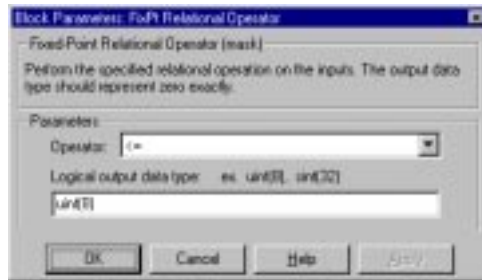 Block Parameters: FixPt Relational Operator
Fixed-Point Relational Operator (mask)
Perform the specified relational operation on the inputs. The output data
type should represent zero exactly.
Parameters
Operator: <=
Logical output data type: ex. uint(8), sint(32)
uint(8)
OK Cancel Help Apply